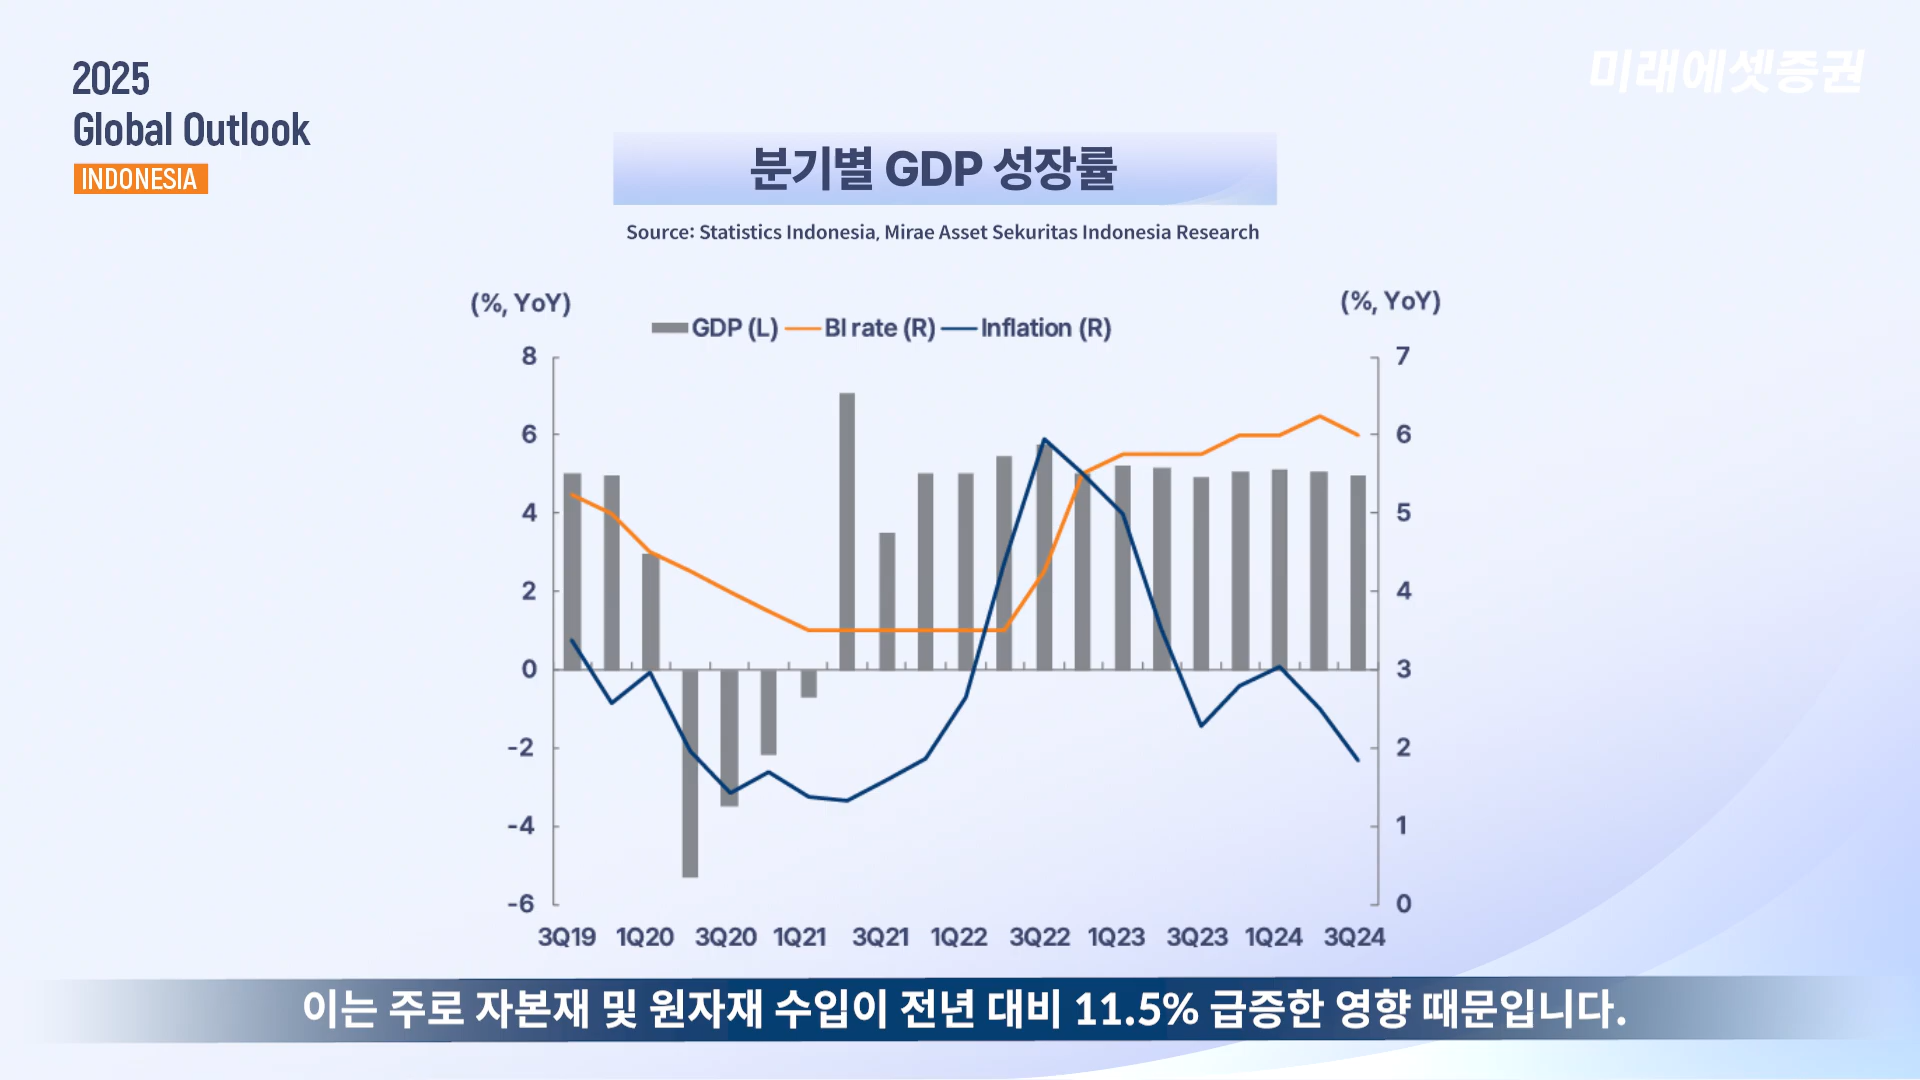 2025
Global Outlook
INDONESIA
미래에셋증권
분기별 GDP 성장률
Source: Statistics Indonesia, Mirae Asset Sekuritas Indonesia Research
(%, YoY)
(%, YoY)
GDP (L) BI rate (R) Inflation (R)
8
6
4
2
0
-2
-4
-6
7
6
5
4
3
2
1
0
3Q19 1Q20 3Q20 1Q21 3Q21 1Q22 3Q22 1Q23 3Q23 1Q24 3Q24
이는 주로 자본재 및 원자재 수입이 전년 대비 11.5% 급증한 영향 때문입니다.